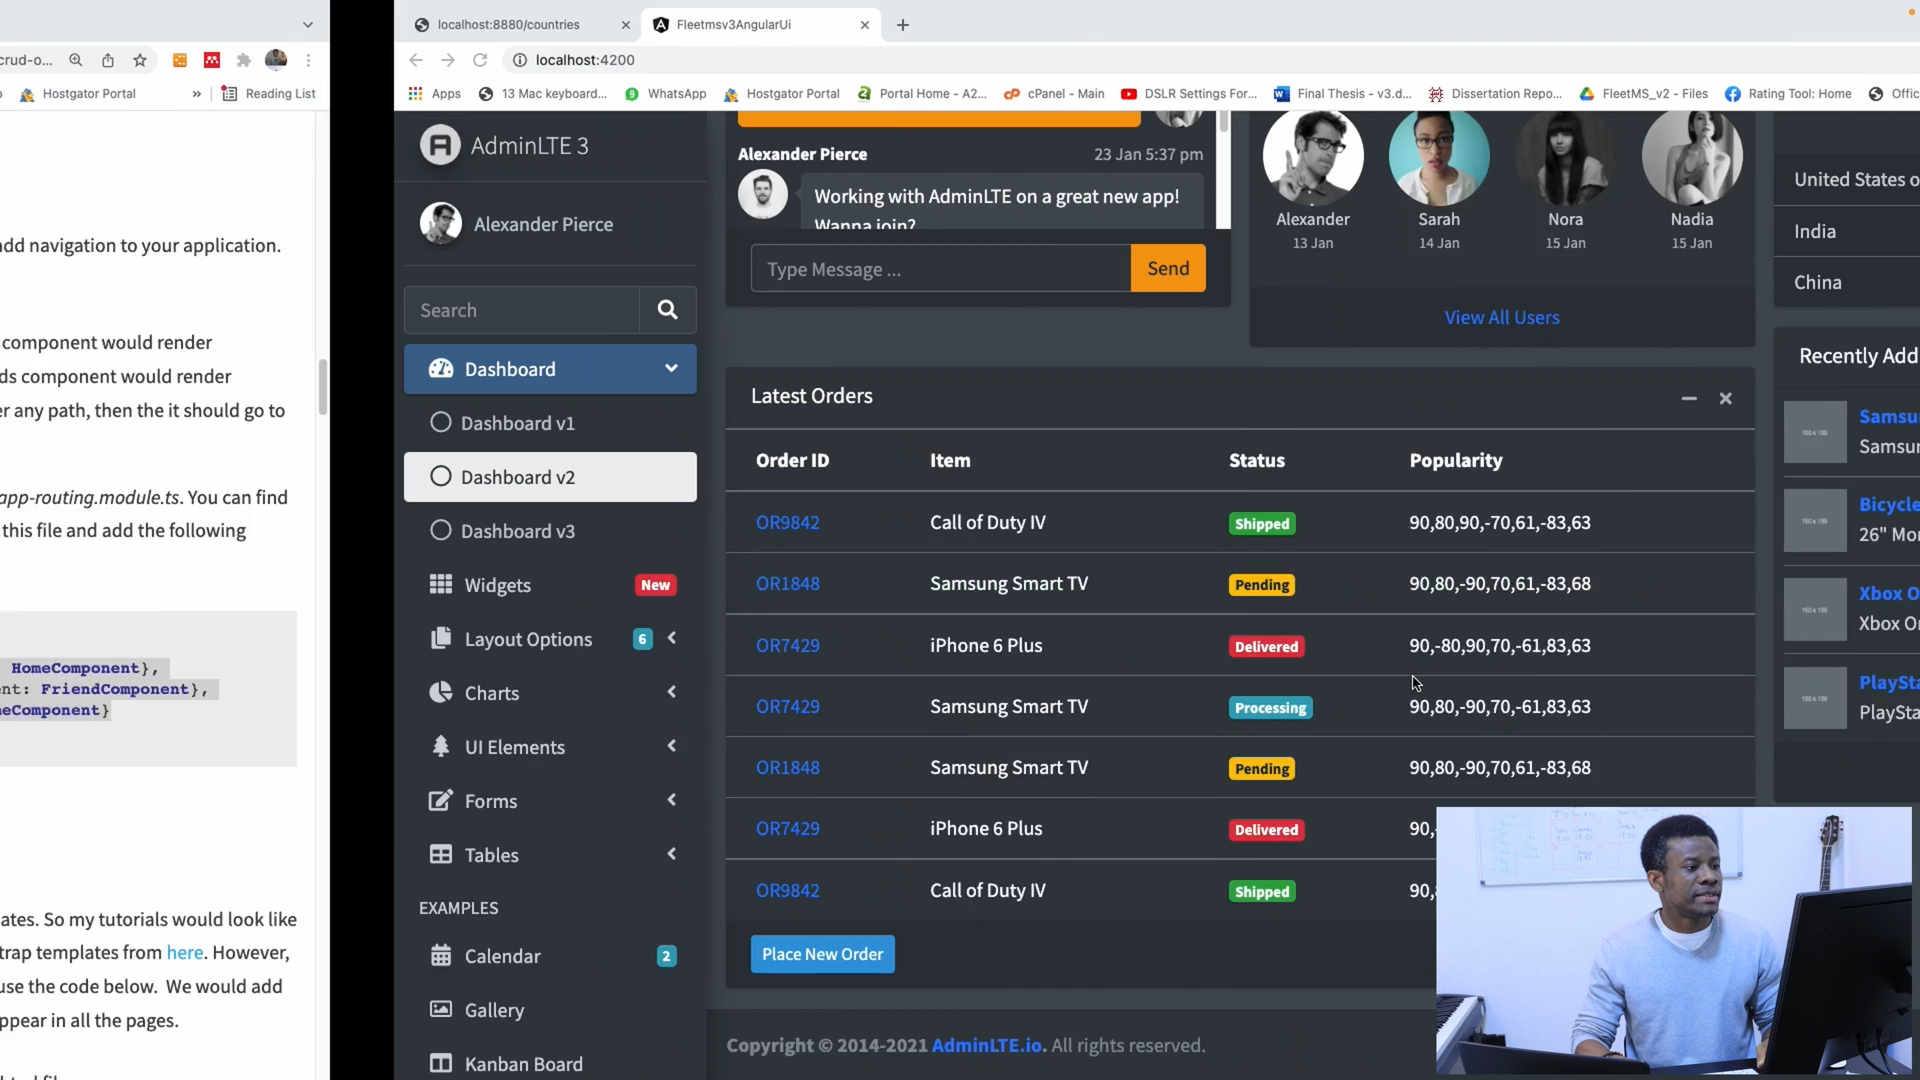 localhost:8880/countries
Fleetmsv3AngularUi
crud-o...
localhost:4200
Hostgator Portal
»
Reading List
Apps
13 Mac keyboard...
WhatsApp
Hostgator Portal
Portal Home - A2...
cPanel - Main
DSLR Settings For...
Final Thesis - v3.d...
Dissertation Repo...
FleetMS_v2 - Files
Rating Tool: Home
Offic
add navigation to your application.
component would render
ds component would render
er any path, then the it should go to
app-routing.module.ts. You can find
this file and add the following
HomeComponent},
ent: FriendComponent},
meComponent}
ates. So my tutorials would look like
trap templates from here. However,
use the code below. We would add
ppear in all the pages.
AdminLTE 3
Alexander Pierce
Search
Dashboard
Dashboard v1
Dashboard v2
Dashboard v3
Widgets
New
Layout Options
6
Charts
UI Elements
Forms
Tables
EXAMPLES
Calendar
2
Gallery
Kanban Board
Alexander Pierce
23 Jan 5:37 pm
Working with AdminLTE on a great new app!
Wanna join?
Type Message ...
Send
Alexander
13 Jan
Sarah
14 Jan
Nora
15 Jan
Nadia
15 Jan
View All Users
United States o
India
China
Latest Orders
Order ID Item Status Popularity
OR9842 Call of Duty IV Shipped 90,80,90,-70,61,-83,63
OR1848 Samsung Smart TV Pending 90,80,-90,70,61,-83,68
OR7429 iPhone 6 Plus Delivered 90,-80,90,70,-61,83,63
OR7429 Samsung Smart TV Processing 90,80,-90,70,-61,83,63
OR1848 Samsung Smart TV Pending 90,80,-90,70,61,-83,68
OR7429 iPhone 6 Plus Delivered 90,-
OR9842 Call of Duty IV Shipped 90,8
Place New Order
Recently Add
Samsu
Samsun
Bicycle
26" Mon
Xbox O
Xbox On
PlaySta
PlaySta
Copyright © 2014-2021 AdminLTE.io. All rights reserved.